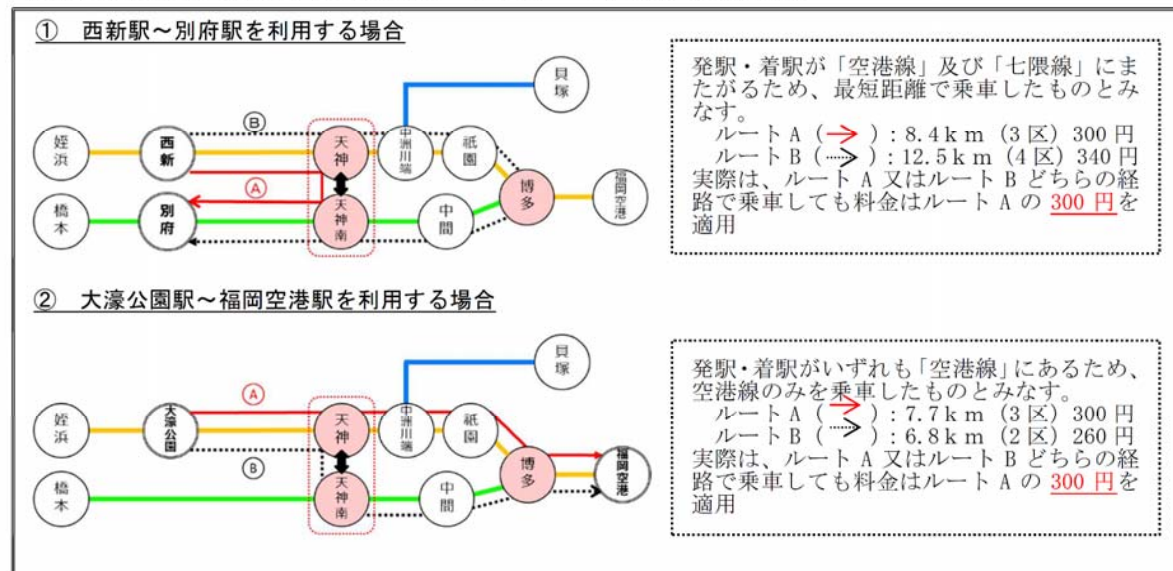 ① 西新駅～別府駅を利用する場合
貝塚
Ⓑ
姪浜
西新
天神
中洲川端
祇園
博多
福岡空港
Ⓐ
橋本
別府
天神南
中間
発駅・着駅が「空港線」及び「七隈線」にま
たがるため、最短距離で乗車したものとみ
なす。
ルートA（→）：8.4km（3区）300円
ルートB（⇢）：12.5km（4区）340円
実際は、ルートA又はルートBどちらの経
路で乗車しても料金はルートAの 300円を
適用
② 大濠公園駅～福岡空港駅を利用する場合
貝塚
Ⓐ
姪浜
大濠公園
天神
中洲川端
祇園
博多
福岡空港
Ⓑ
橋本
天神南
中間
発駅・着駅がいずれも「空港線」にあるため、
空港線のみを乗車したものとみなす。
ルートA（→）：7.7km（3区）300円
ルートB（⇢）：6.8km（2区）260円
実際は、ルートA又はルートBどちらの経
路で乗車しても料金はルートAの 300円を
適用